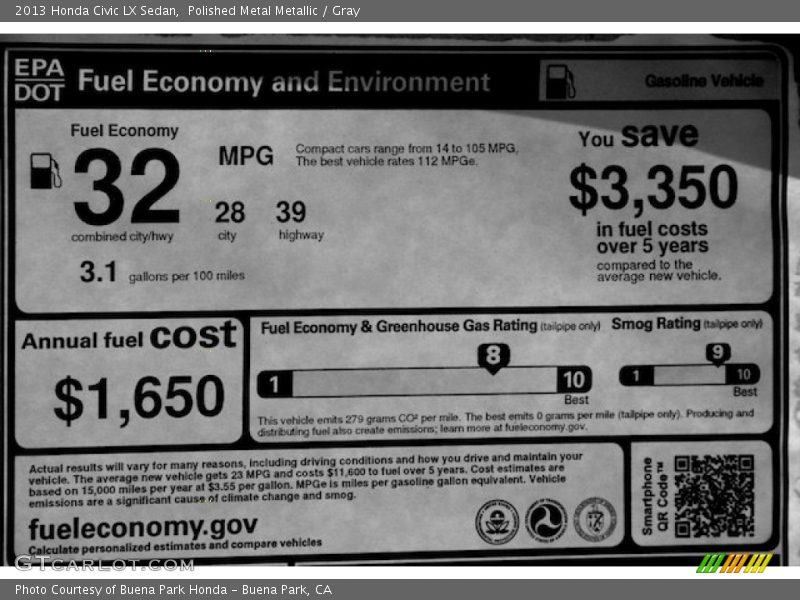 2013 Honda Civic LX Sedan, Polished Metal Metallic / Gray
EPA
DOT
Fuel Economy and Environment
Gasoline Vehicle
Fuel Economy
32
combined city/hwy
MPG
28
city
39
highway
Compact cars range from 14 to 105 MPG.
The best vehicle rates 112 MPGe.
3.1 gallons per 100 miles
You save
$3,350
in fuel costs
over 5 years
compared to the
average new vehicle.
Annual fuel cost
$1,650
Fuel Economy & Greenhouse Gas Rating (tailpipe only)
8
1
10
Best
Smog Rating (tailpipe only)
9
1
10
Best
This vehicle emits 279 grams CO² per mile. The best emits 0 grams per mile (tailpipe only). Producing and
distributing fuel also create emissions; learn more at fueleconomy.gov.
Actual results will vary for many reasons, including driving conditions and how you drive and maintain your
vehicle. The average new vehicle gets 23 MPG and costs $11,600 to fuel over 5 years. Cost estimates are
based on 15,000 miles per year at $3.55 per gallon. MPGe is miles per gasoline gallon equivalent. Vehicle
emissions are a significant cause of climate change and smog.
fueleconomy.gov
Calculate personalized estimates and compare vehicles
Smartphone
QR Code™
GTCarLot.com
Photo Courtesy of Buena Park Honda – Buena Park, CA